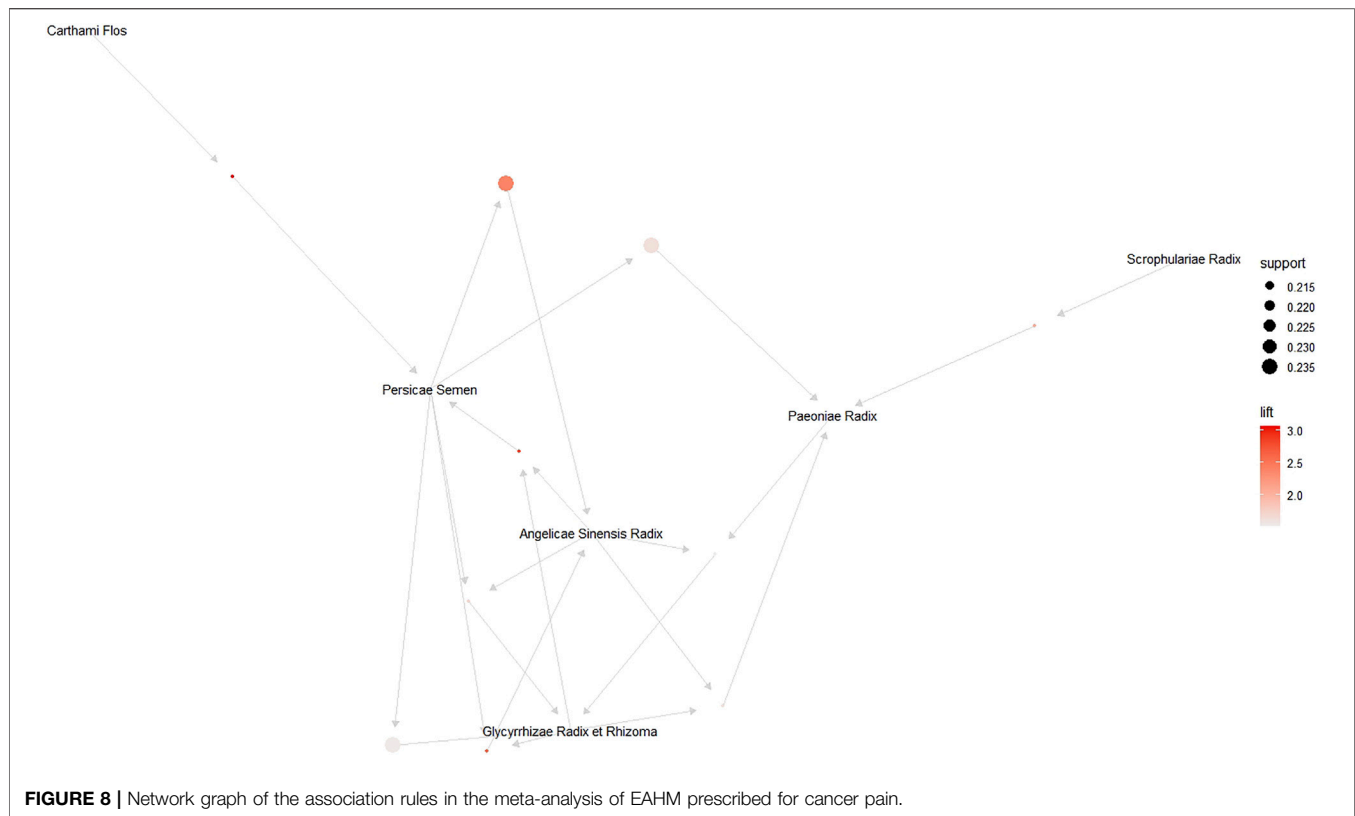 Carthami Flos
Scrophulariae Radix
support
0.215
0.220
0.225
0.230
0.235
Persicae Semen
Paeoniae Radix
lift
3.0
2.5
2.0
Angelicae Sinensis Radix
Glycyrrhizae Radix et Rhizoma
FIGURE 8 | Network graph of the association rules in the meta-analysis of EAHM prescribed for cancer pain.